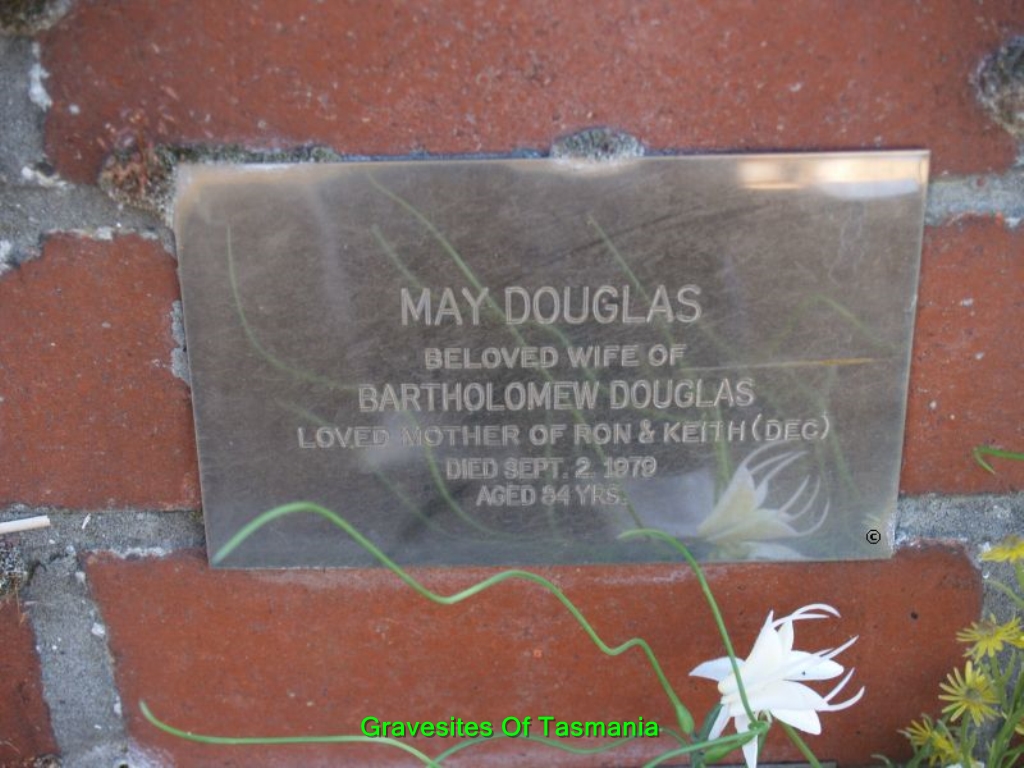 MAY DOUGLAS
BELOVED WIFE OF
BARTHOLOMEW DOUGLAS
LOVED MOTHER OF RON & KEITH (DEC)
DIED SEPT. 2. 1979
AGED 84 YRS.
©
Gravesites Of Tasmania